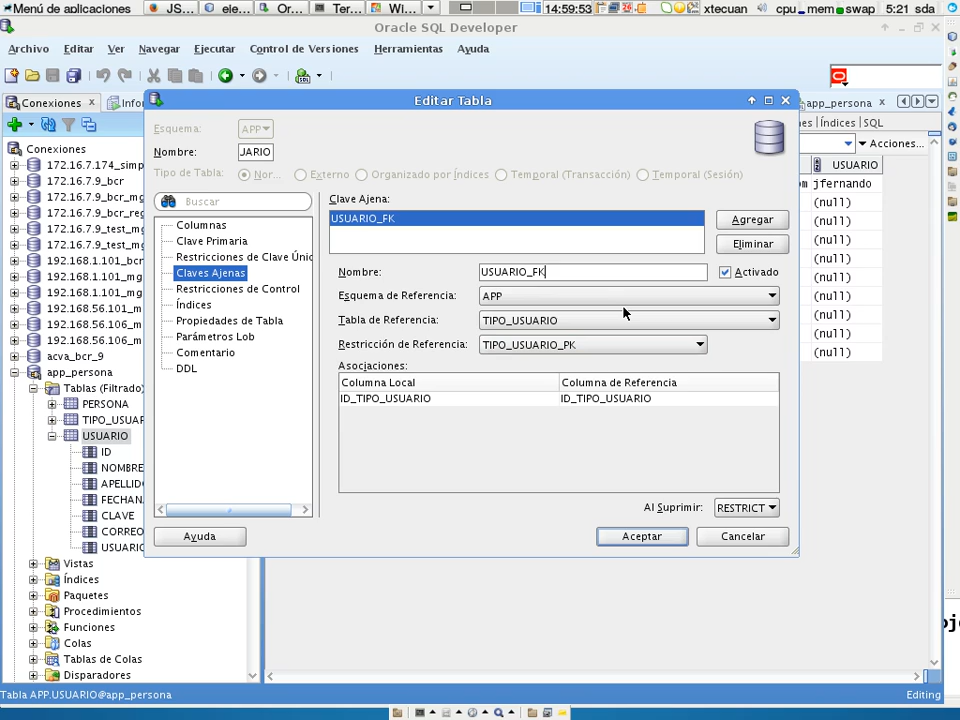 Menú de aplicaciones
JS...
ele...
Or...
Ter...
Wi...
14:59:53
xtecuan
cpu
mem
swap
5:21 sda
Oracle SQL Developer
Archivo Editar Ver Navegar Ejecutar Control de Versiones Herramientas Ayuda
Conexiones
Infor
app_persona
Índices SQL
Acciones...
USUARIO
jfernando
(null)
(null)
(null)
(null)
(null)
(null)
(null)
(null)
(null)
Conexiones
172.16.7.174_simp
172.16.7.9_bcr
172.16.7.9_bcr_mg
172.16.7.9_bcr_reg
172.16.7.9_test_mg
172.16.7.9_test_mg
192.168.1.101_bcr
192.168.1.101_mg
192.168.1.101_mg
192.168.56.101_m
192.168.56.106_m
192.168.56.106_m
acva_bcr_9
app_persona
Tablas (Filtrado)
PERSONA
TIPO_USUAR
USUARIO
ID
NOMBRE
APELLID
FECHAN
CLAVE
CORREO
USUARIO
Vistas
Índices
Paquetes
Procedimientos
Funciones
Colas
Tablas de Colas
Disparadores
Editar Tabla
Esquema: APP
Nombre: JARIO
Tipo de Tabla: Nor... Externo Organizado por Índices Temporal (Transacción) Temporal (Sesión)
Buscar
Columnas
Clave Primaria
Restricciones de Clave Únic
Claves Ajenas
Restricciones de Control
Índices
Propiedades de Tabla
Parámetros Lob
Comentario
DDL
Clave Ajena:
USUARIO_FK
Agregar
Eliminar
Nombre: USUARIO_FK Activado
Esquema de Referencia: APP
Tabla de Referencia: TIPO_USUARIO
Restricción de Referencia: TIPO_USUARIO_PK
Asociaciones:
Columna Local Columna de Referencia
ID_TIPO_USUARIO ID_TIPO_USUARIO
Al Suprimir: RESTRICT
Ayuda Aceptar Cancelar
Tabla APP.USUARIO@app_persona
Editing